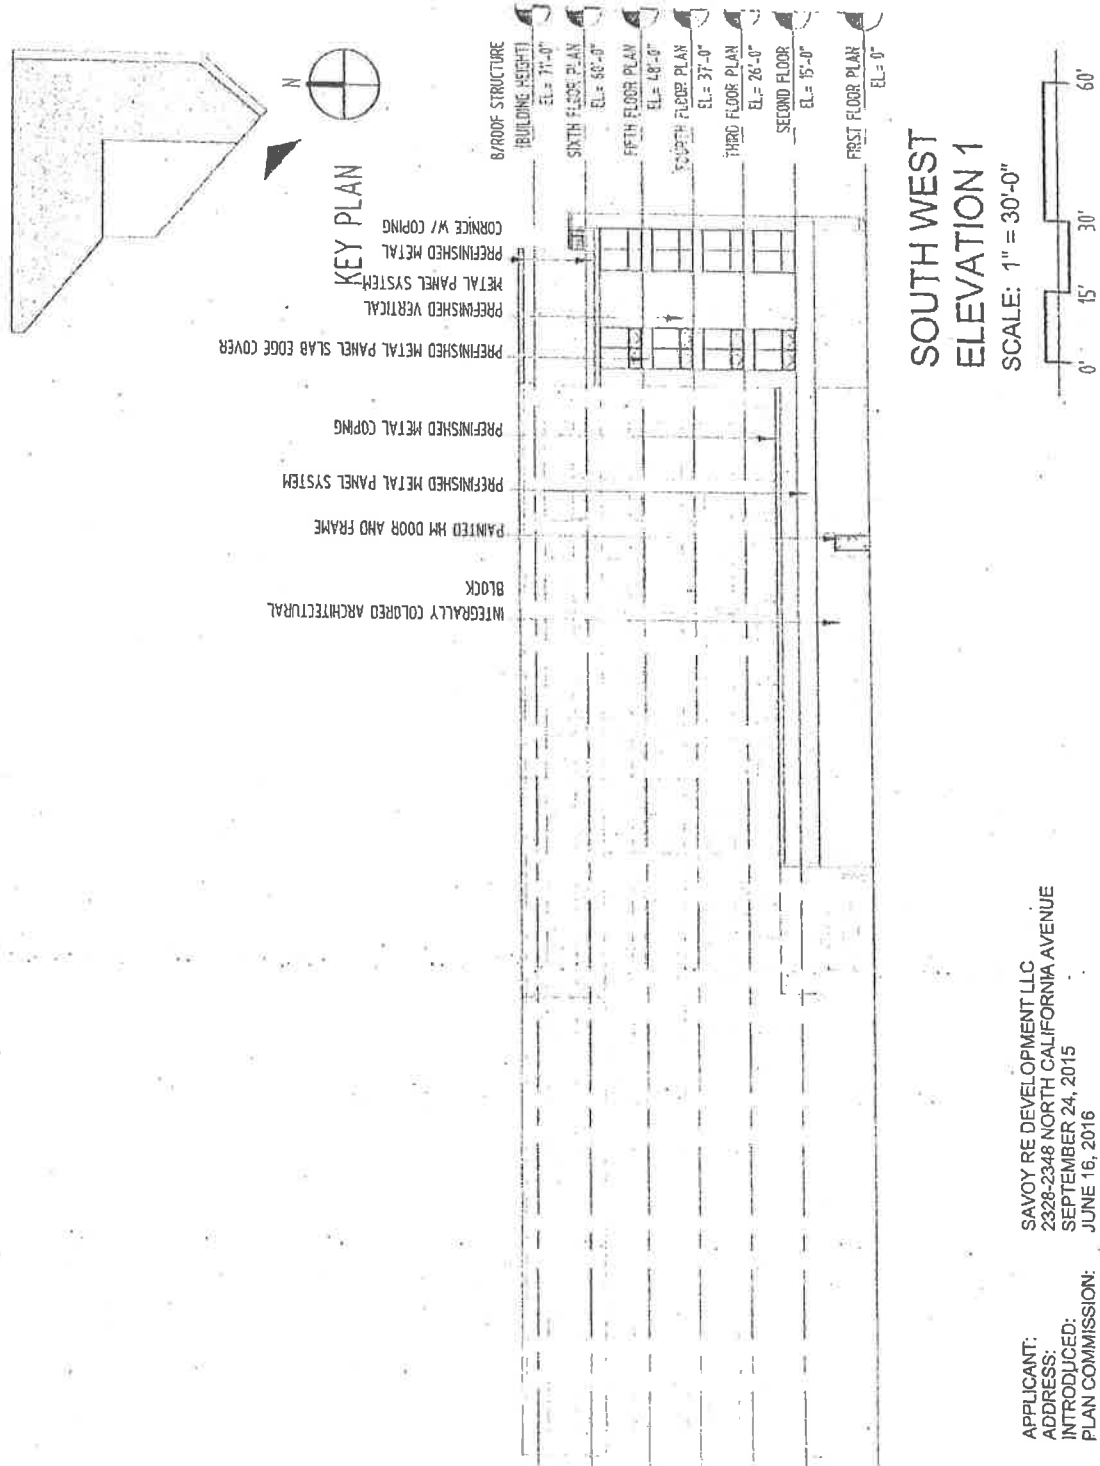 N
KEY PLAN
B/ROOF STRUCTURE
(BUILDING HEIGHT)
EL= 71'-0"
SIXTH FLOOR PLAN
EL= 60'-0"
FIFTH FLOOR PLAN
EL= 48'-0"
FOURTH FLOOR PLAN
EL= 37'-0"
THIRD FLOOR PLAN
EL= 26'-0"
SECOND FLOOR
EL= 15'-0"
FIRST FLOOR PLAN
EL= 0"
PREFINISHED METAL
CORNICE W/ COPING
PREFINISHED VERTICAL
METAL PANEL SYSTEM
PREFINISHED METAL PANEL SLAB EDGE COVER
PREFINISHED METAL COPING
PREFINISHED METAL PANEL SYSTEM
PAINTED HM DOOR AND FRAME
INTEGRALLY COLORED ARCHITECTURAL
BLOCK
SOUTH WEST
ELEVATION 1
SCALE: 1" = 30'-0"
0' 15' 30' 60'
APPLICANT: SAVOY RE DEVELOPMENT LLC
ADDRESS: 2328-2348 NORTH CALIFORNIA AVENUE
INTRODUCED: SEPTEMBER 24, 2015
PLAN COMMISSION: JUNE 16, 2016